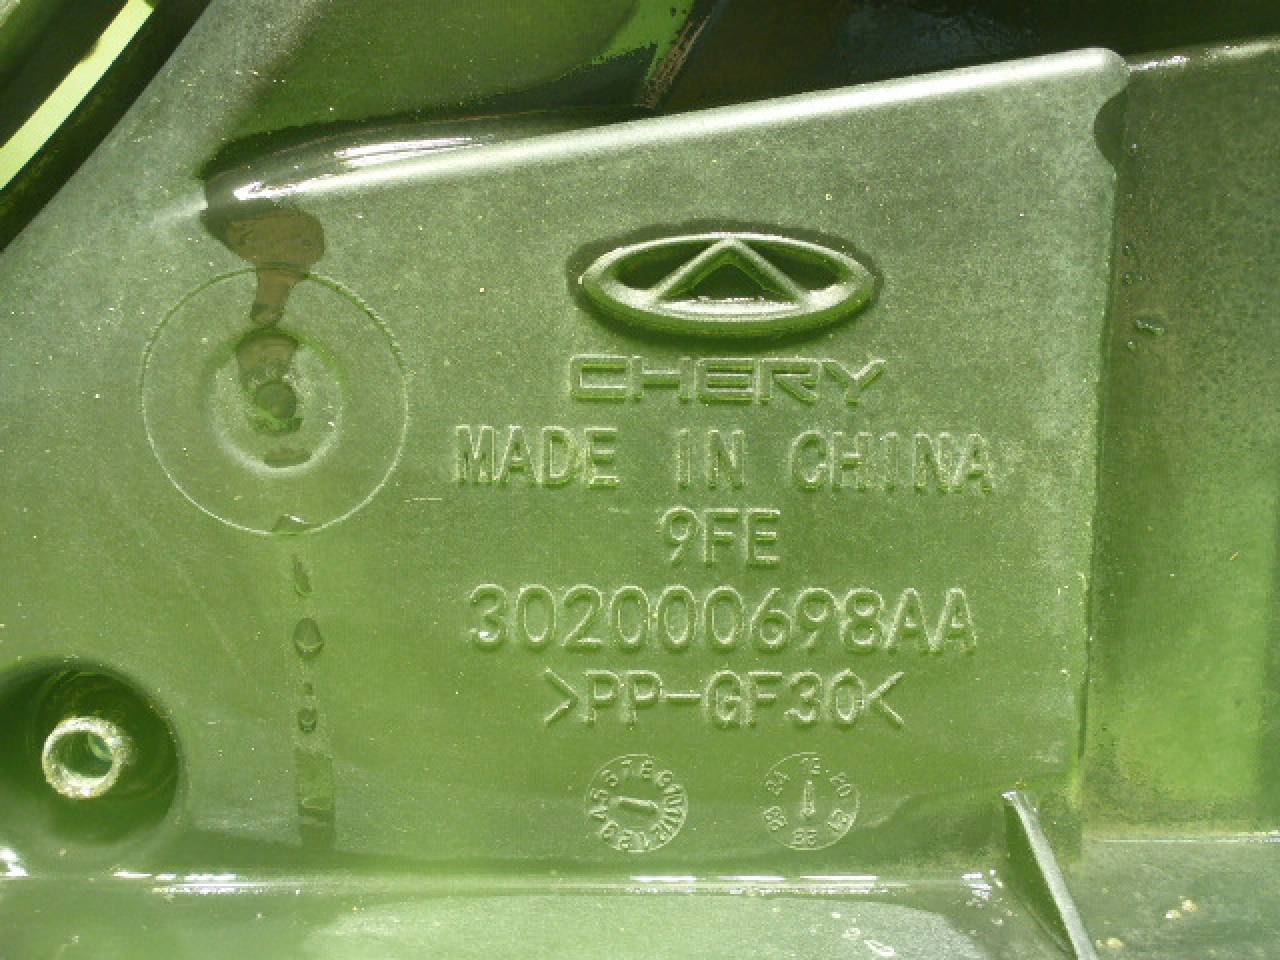 CHERY
MADE IN CHINA
9FE
302000698AA
>PP-GF30<